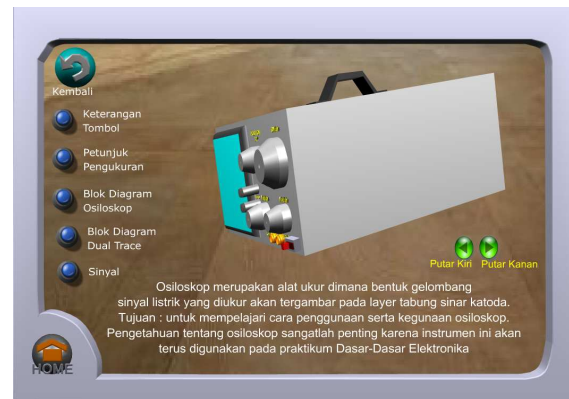 Kembali
Keterangan
Tombol
Petunjuk
Pengukuran
Blok Diagram
Osiloskop
Blok Diagram
Dual Trace
Sinyal
Putar Kiri Putar Kanan
Osiloskop merupakan alat ukur dimana bentuk gelombang
sinyal listrik yang diukur akan tergambar pada layer tabung sinar katoda.
Tujuan : untuk mempelajari cara penggunaan serta kegunaan osiloskop.
Pengetahuan tentang osiloskop sangatlah penting karena instrumen ini akan
terus digunakan pada praktikum Dasar-Dasar Elektronika
HOME